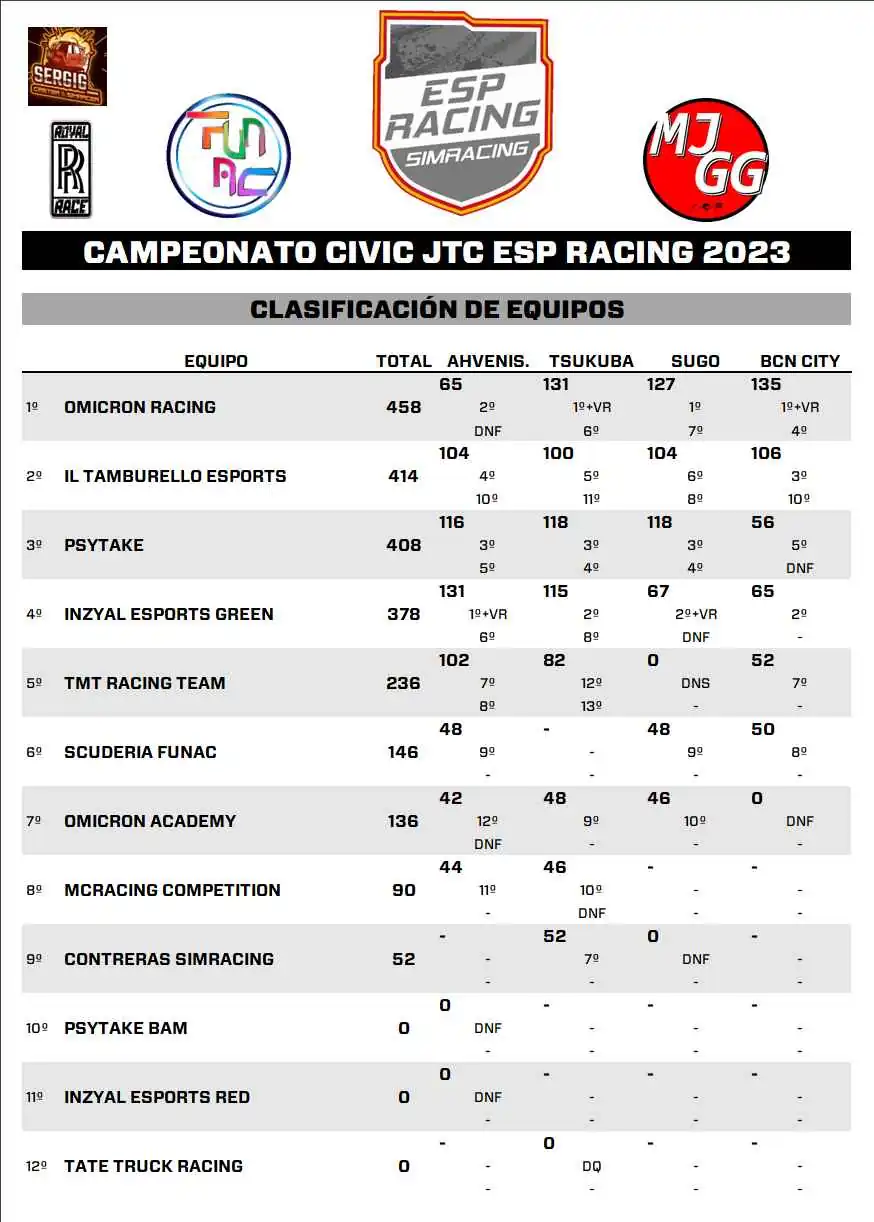 SERGIG
CASTER & SIMRACER
ROYAL
RR
RACE
FUN
AC
ESP
RACING
SIMRACING
MJ
GG
CAMPEONATO CIVIC JTC ESP RACING 2023
CLASIFICACIÓN DE EQUIPOS
EQUIPO TOTAL AHVENIS. TSUKUBA SUGO BCN CITY
65 131 127 135
1º OMICRON RACING 458 2º 1º+VR 1º 1º+VR
DNF 6º 7º 4º
104 100 104 106
2º IL TAMBURELLO ESPORTS 414 4º 5º 6º 3º
10º 11º 8º 10º
116 118 118 56
3º PSYTAKE 408 3º 3º 3º 5º
5º 4º 4º DNF
131 115 67 65
4º INZYAL ESPORTS GREEN 378 1º+VR 2º 2º+VR 2º
6º 8º DNF -
102 82 0 52
5º TMT RACING TEAM 236 7º 12º DNS 7º
8º 13º - -
48 - 48 50
6º SCUDERIA FUNAC 146 9º - 9º 8º
- - - -
42 48 46 0
7º OMICRON ACADEMY 136 12º 9º 10º DNF
DNF - - -
44 46 - -
8º MCRACING COMPETITION 90 11º 10º - -
- DNF - -
- 52 0 -
9º CONTRERAS SIMRACING 52 - 7º DNF -
- - - -
0 - - -
10º PSYTAKE BAM 0 DNF - - -
- - - -
0 - - -
11º INZYAL ESPORTS RED 0 DNF - - -
- - - -
- 0 - -
12º TATE TRUCK RACING 0 - DQ - -
- - - -